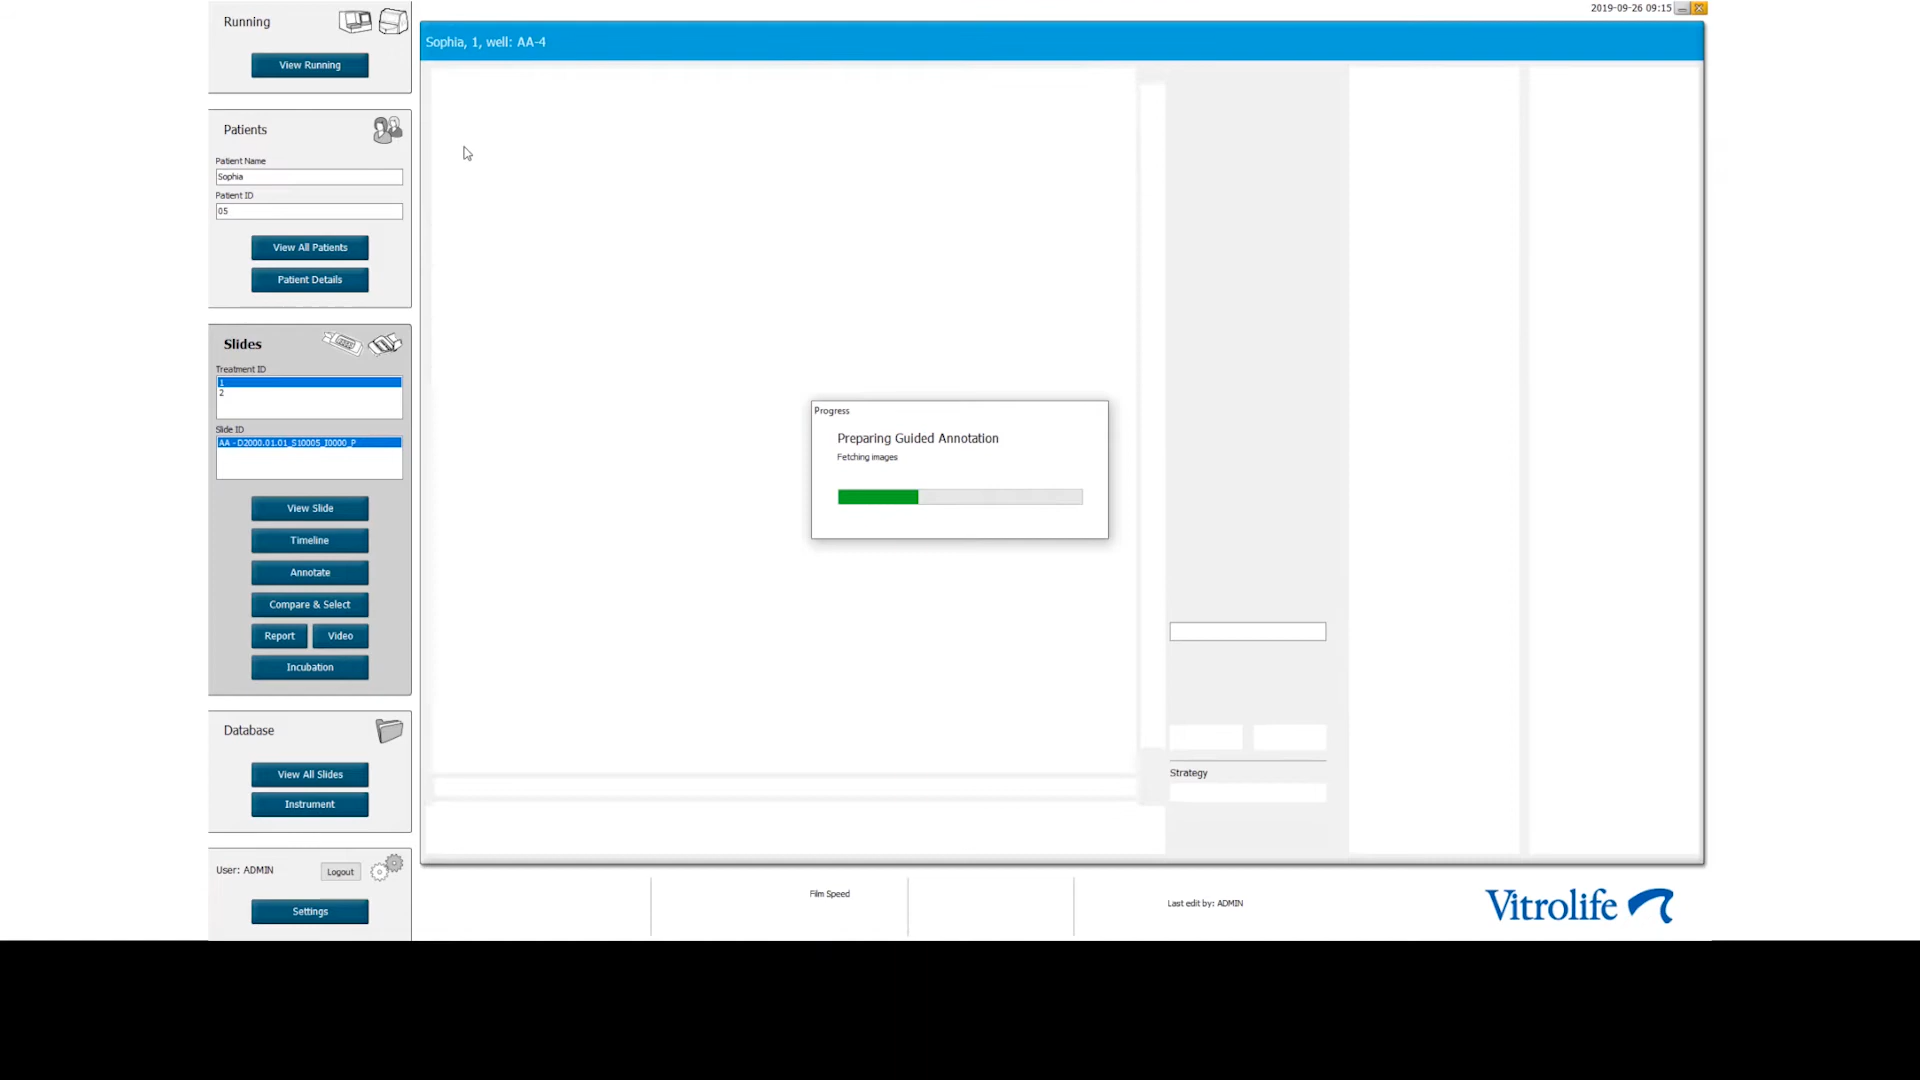 2019-09-26 09:15
Running
View Running
Patients
Patient Name
Sophia
Patient ID
05
View All Patients
Patient Details
Slides
Treatment ID
1
2
Slide ID
AA - D2000.01.01_S10005_I0000_P
View Slide
Timeline
Annotate
Compare & Select
Report Video
Incubation
Database
View All Slides
Instrument
User: ADMIN Logout
Settings
Sophia, 1, well: AA-4
Progress
Preparing Guided Annotation
Fetching images
Strategy
Film Speed
Last edit by: ADMIN
Vitrolife